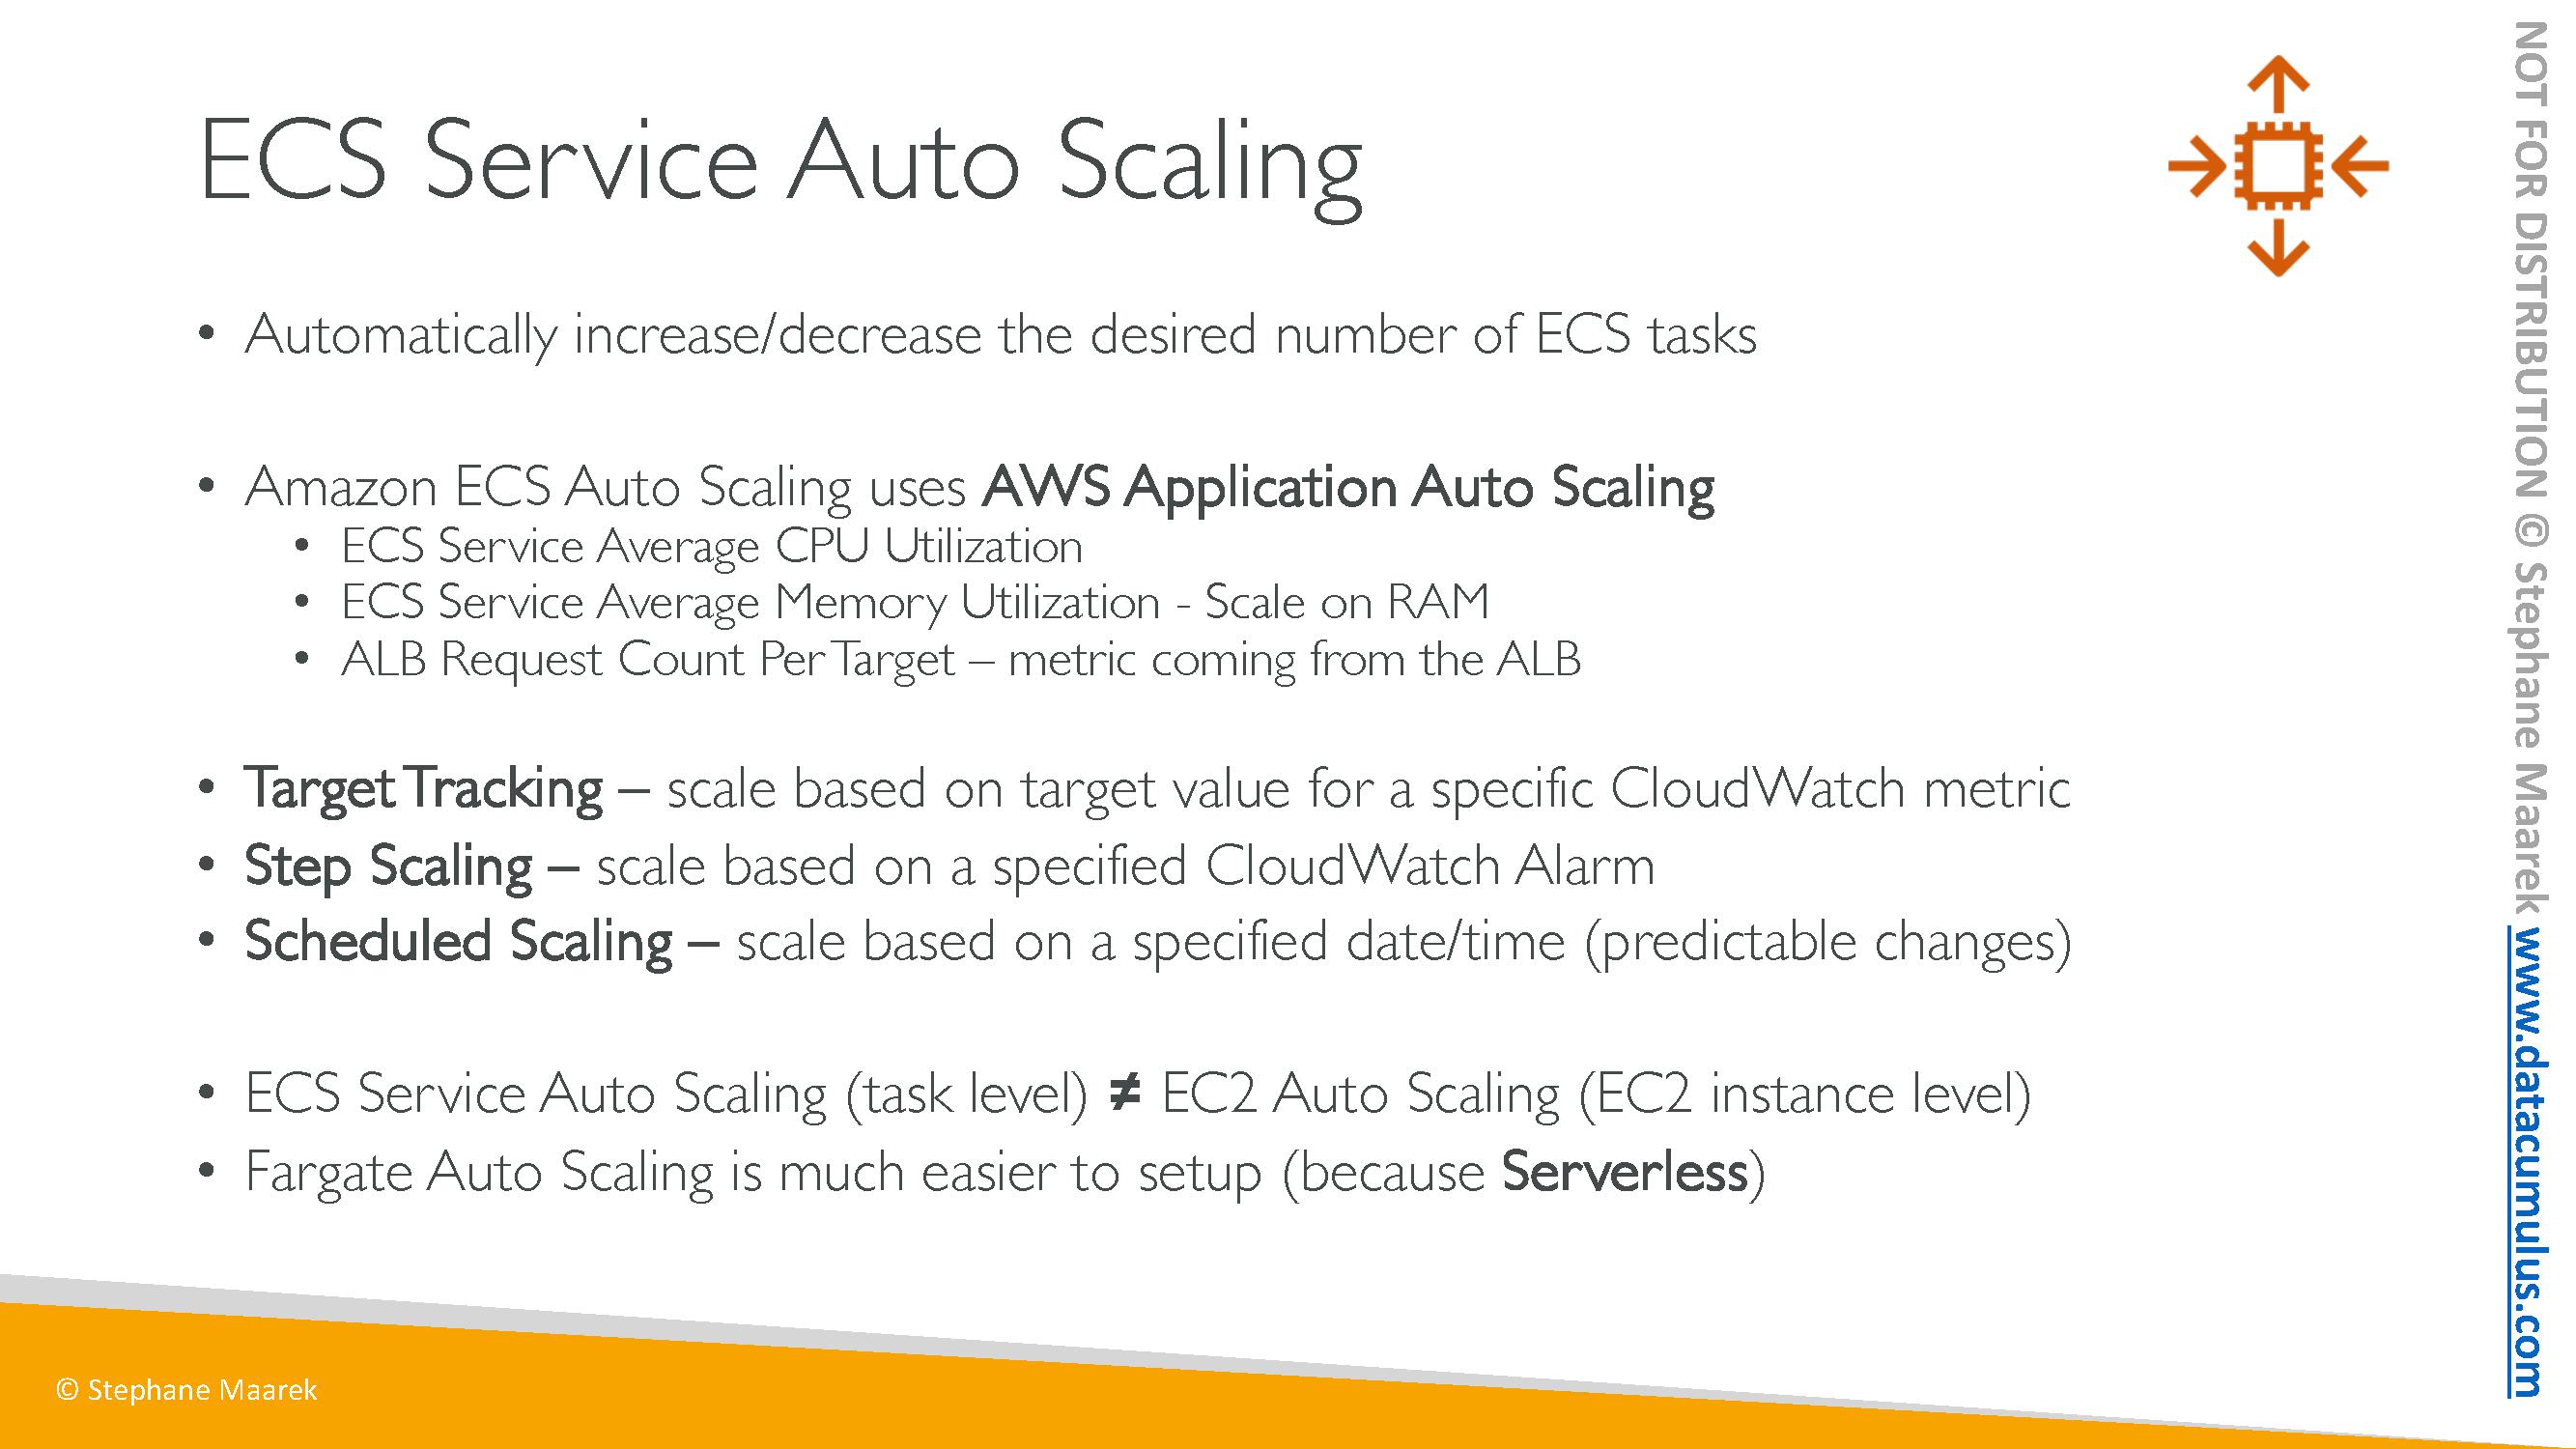 ECS Service Auto Scaling
• Automatically increase/decrease the desired number of ECS tasks
• Amazon ECS Auto Scaling uses AWS Application Auto Scaling
• ECS Service Average CPU Utilization
• ECS Service Average Memory Utilization - Scale on RAM
• ALB Request Count Per Target – metric coming from the ALB
• Target Tracking – scale based on target value for a specific CloudWatch metric
• Step Scaling – scale based on a specified CloudWatch Alarm
• Scheduled Scaling – scale based on a specified date/time (predictable changes)
• ECS Service Auto Scaling (task level) ≠ EC2 Auto Scaling (EC2 instance level)
• Fargate Auto Scaling is much easier to setup (because Serverless)
© Stephane Maarek
NOT FOR DISTRIBUTION © Stephane Maarek www.datacumulus.com